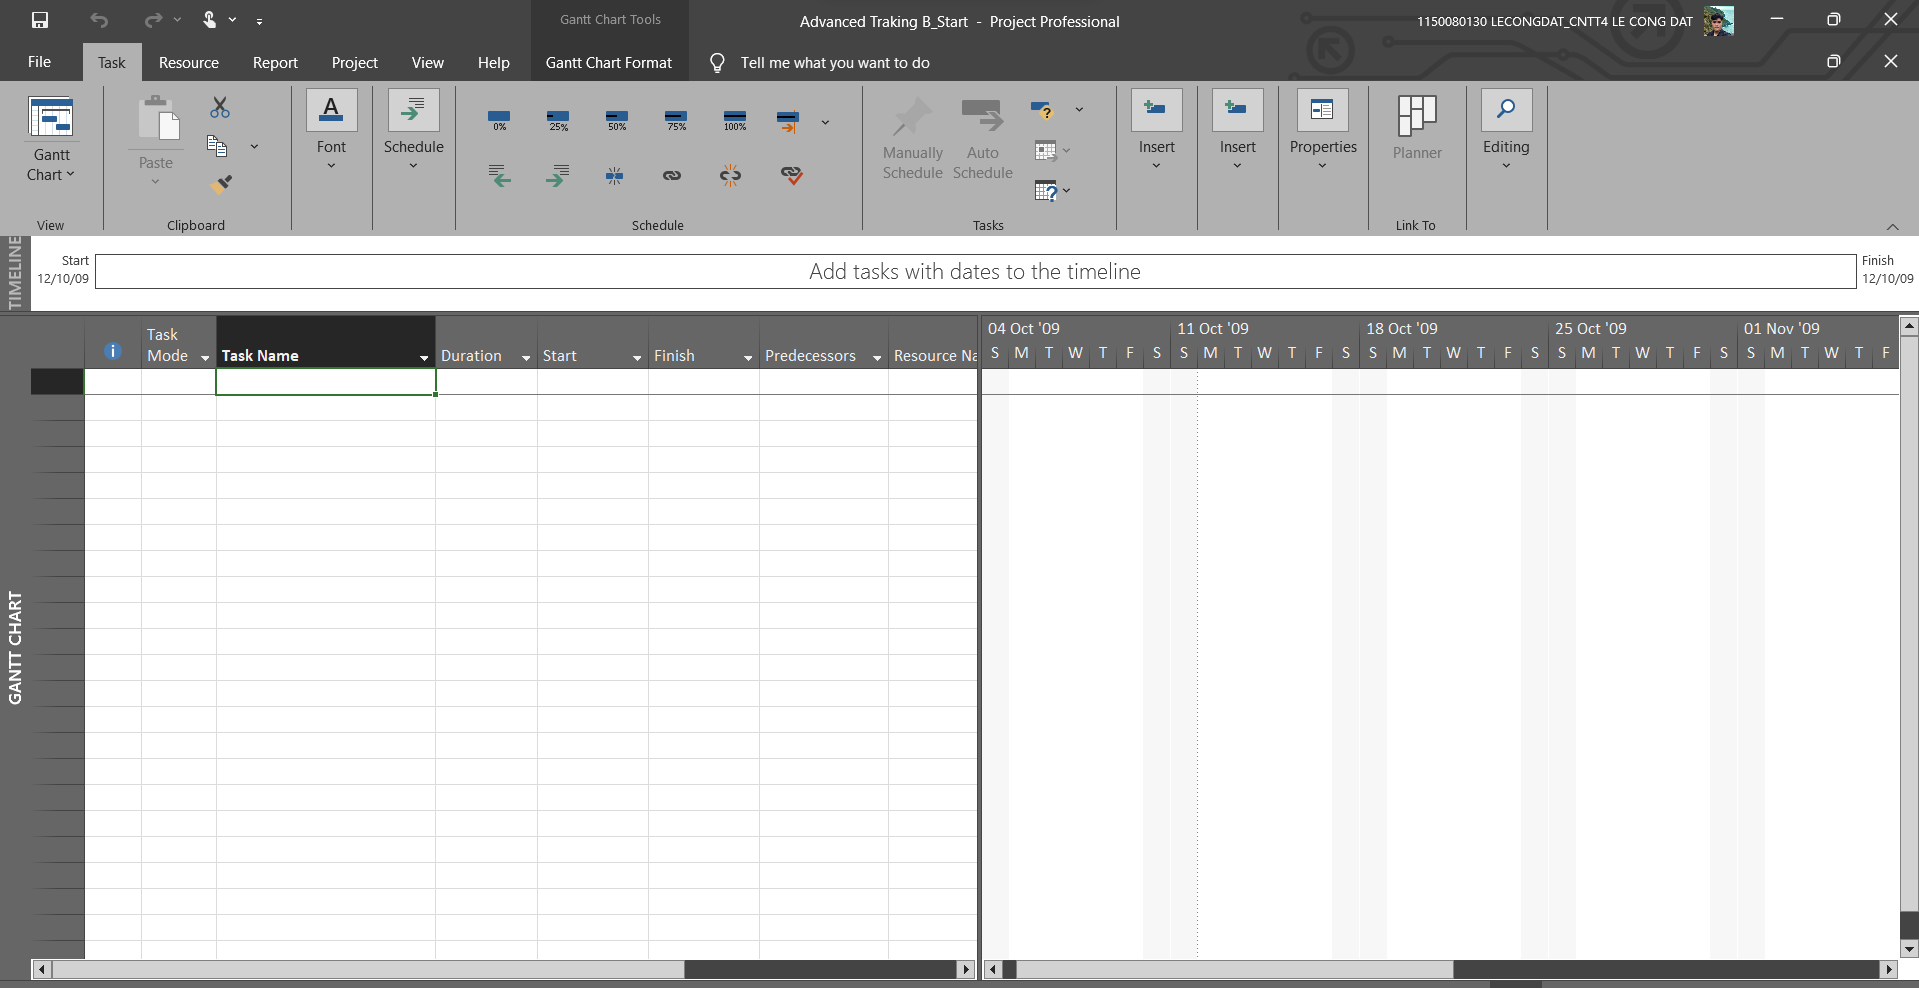 Gantt Chart Tools
Advanced Traking B_Start - Project Professional
1150080130 LECONGDAT_CNTT4 LE CONG DAT
File Task Resource Report Project View Help Gantt Chart Format Tell me what you want to do
Gantt
Chart
View
Paste
Clipboard
Font
Schedule
0% 25% 50% 75% 100%
Schedule
Manually
Schedule
Auto
Schedule
Tasks
Insert
Insert
Properties
Planner
Link To
Editing
TIMELINE
Start
12/10/09
Add tasks with dates to the timeline
Finish
12/10/09
Task
Mode
Task Name
Duration
Start
Finish
Predecessors
Resource Na
04 Oct '09 11 Oct '09 18 Oct '09 25 Oct '09 01 Nov '09
S M T W T F S S M T W T F S S M T W T F S S M T W T F S S M T W T F
GANTT CHART